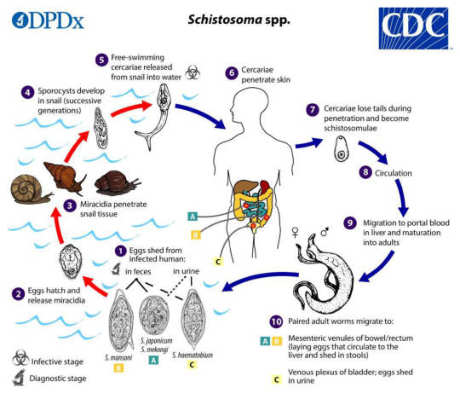 DPDx
Schistosoma spp.
CDC
5 Free-swimming
cercariae released
from snail into water
6 Cercariae
penetrate skin
4 Sporocysts develop
in snail (successive
generations)
7 Cercariae lose tails during
penetration and become
schistosomulae
8 Circulation
3 Miracidia penetrate
snail tissue
9 Migration to portal blood
in liver and maturation
into adults
A
B
C
♀ ♂
1 Eggs shed from
infected human:
in feces
in urine
2 Eggs hatch and
release miracidia
S. mansoni
B
S. japonicum
S. mekongi
A
S. haematobium
C
10 Paired adult worms migrate to:
A B Mesenteric venules of bowel/rectum
(laying eggs that circulate to the
liver and shed in stools)
C Venous plexus of bladder; eggs shed
in urine
Infective stage
Diagnostic stage